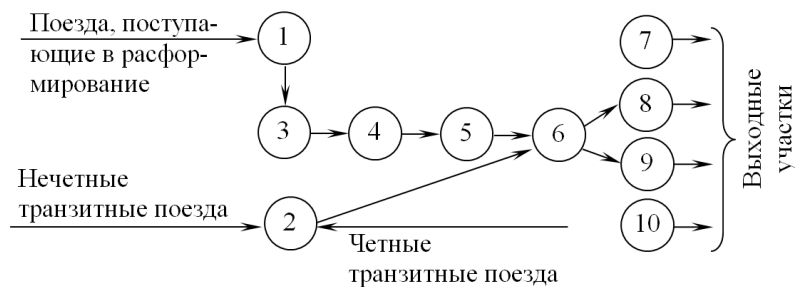 Поезда, поступа-
ющие в расфор-
мирование
1
7
3
4
5
6
8
9
Выходные
участки
Нечетные
транзитные поезда
2
10
Четные
транзитные поезда